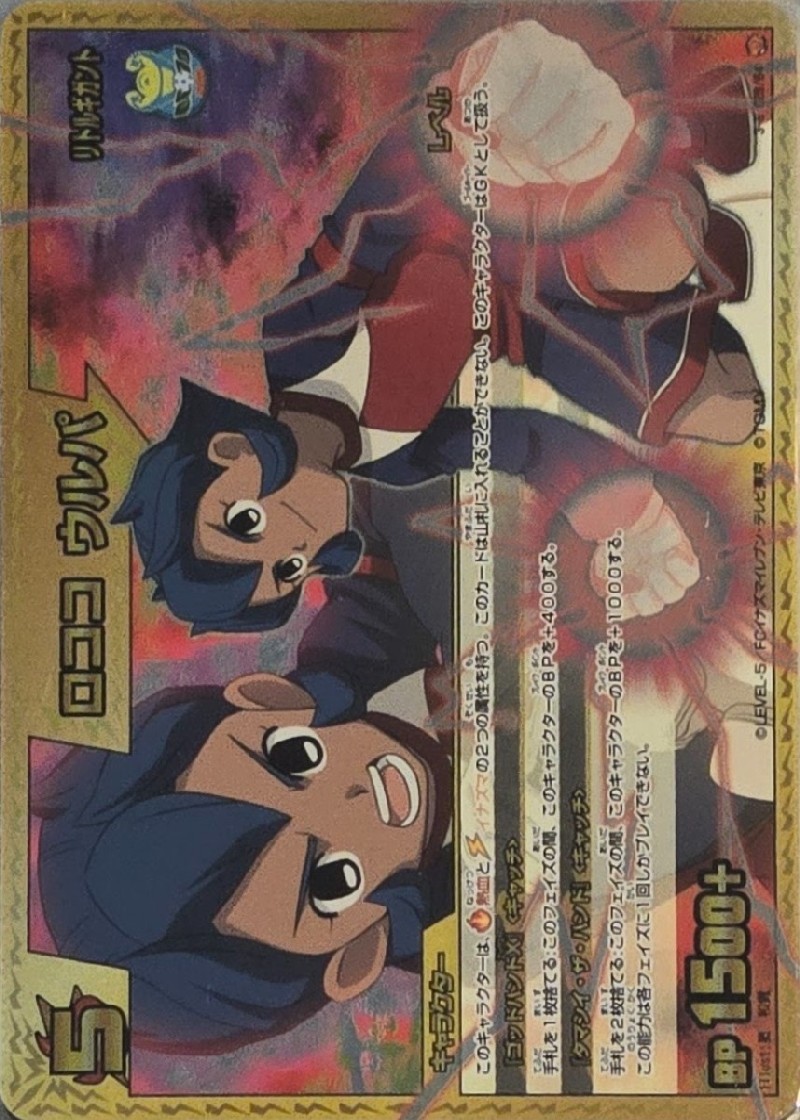 5
ロココ ウルパ
リトルギガント
キャラクター
レベル
このキャラクターは、熱血とイナズマの2つの属性を持つ。このカードは山札に入れることができない。このキャラクターはGKとして扱う。
「ゴッドハンドX」〈キャッチ〉
手札を1枚捨てる:このフェイズの間、このキャラクターのBPを+400する。
「タマシイ・ザ・ハンド」〈キャッチ〉
手札を2枚捨てる:このフェイズの間、このキャラクターのBPを+1000する。
この能力は各フェイズに1回しかプレイできない。
BP 1500+
©LEVEL-5/FCイナズマイレブン・テレビ東京 ©TOMY